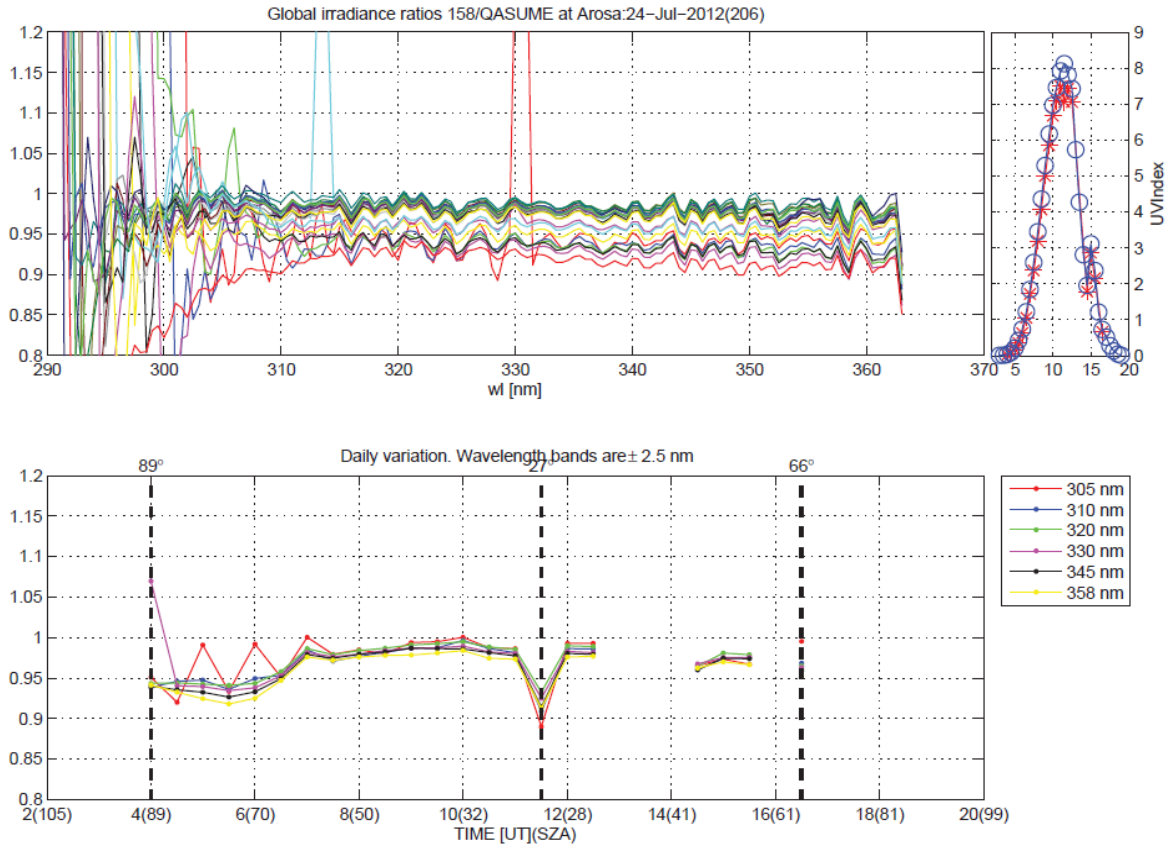 Global irradiance ratios 158/QASUME at Arosa:24-Jul-2012(206)
1.2
1.15
1.1
1.05
1
0.95
0.9
0.85
0.8
290 300 310 320 330 340 350 360 370
wl [nm]
9
8
7
6
5
4
3
2
1
0
UVIndex
0 5 10 15 20
Daily variation. Wavelength bands are± 2.5 nm
89° 27° 66°
1.2
1.15
1.1
1.05
1
0.95
0.9
0.85
0.8
2(105) 4(89) 6(70) 8(50) 10(32) 12(28) 14(41) 16(61) 18(81) 20(99)
TIME [UT](SZA)
305 nm
310 nm
320 nm
330 nm
345 nm
358 nm